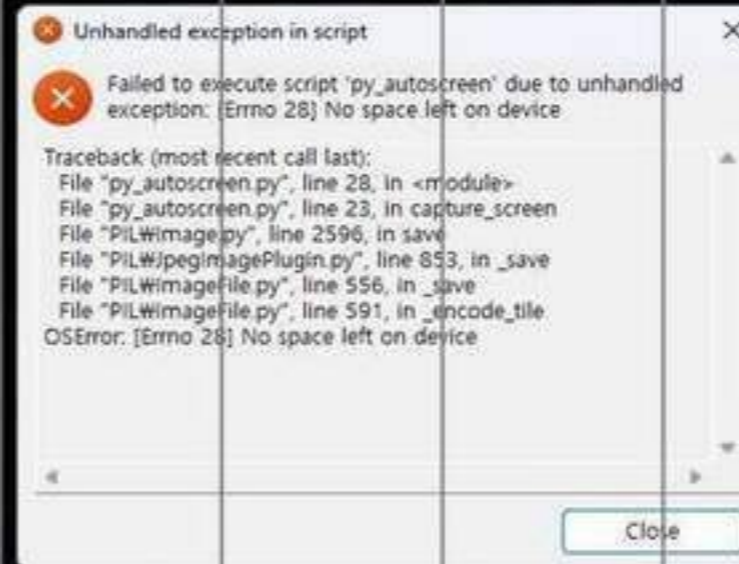 Unhandled exception in script
Failed to execute script 'py_autoscreen' due to unhandled
exception: [Errno 28] No space left on device
Traceback (most recent call last):
File "py_autoscreen.py", line 28, in <module>
File "py_autoscreen.py", line 23, in capture_screen
File "PIL₩Image.py", line 2596, in save
File "PIL₩JpegImagePlugin.py", line 853, in _save
File "PIL₩ImageFile.py", line 556, in _save
File "PIL₩ImageFile.py", line 591, in _encode_tile
OSError: [Errno 28] No space left on device
Close